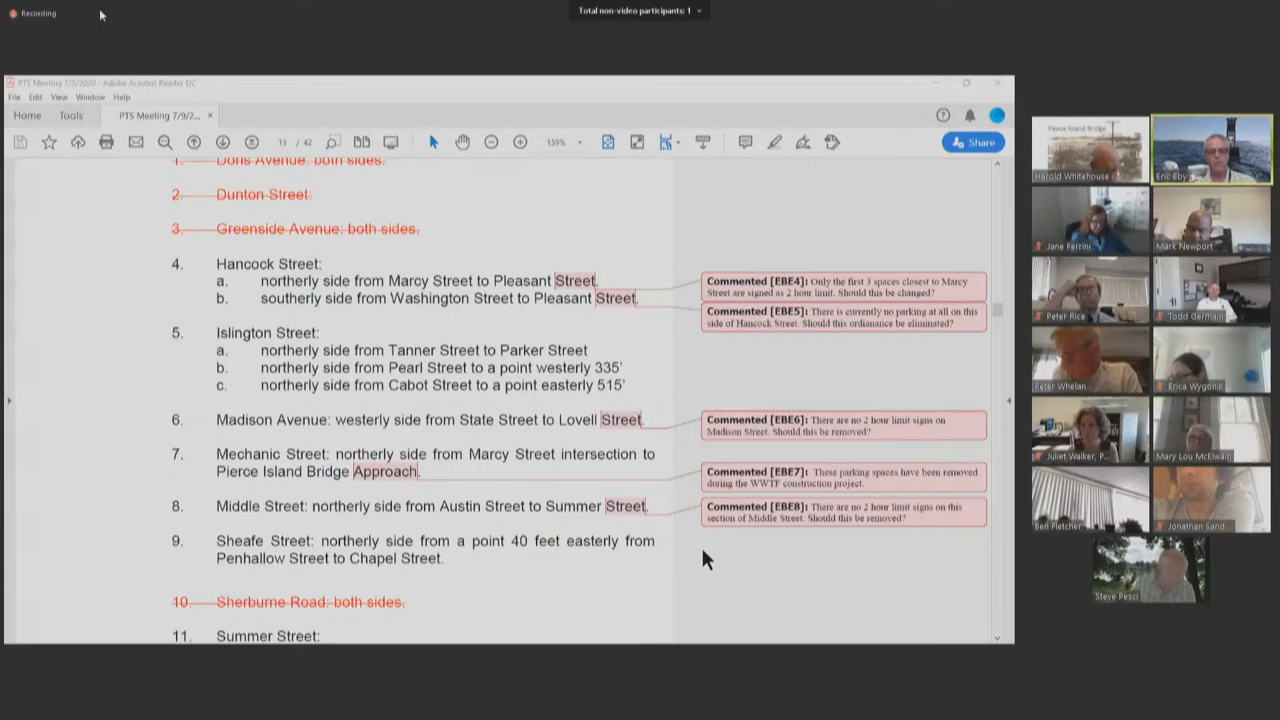 Recording
Total non-video participants: 1
PTS Meeting 7/9/2020 - Adobe Acrobat Reader DC
File Edit View Window Help
Home Tools PTS Meeting 7/9/2... ×
13 / 42 159% Share
1. Doris Avenue: both sides.
2. Dunton Street:
3. Greenside Avenue: both sides.
4. Hancock Street:
a. northerly side from Marcy Street to Pleasant Street.
b. southerly side from Washington Street to Pleasant Street.
Commented [EBE4]: Only the first 3 spaces closest to Marcy
Street are signed as 2 hour limit. Should this be changed?
Commented [EBE5]: There is currently no parking at all on this
side of Hancock Street. Should this ordianance be eliminated?
5. Islington Street:
a. northerly side from Tanner Street to Parker Street
b. northerly side from Pearl Street to a point westerly 335'
c. northerly side from Cabot Street to a point easterly 515'
6. Madison Avenue: westerly side from State Street to Lovell Street.
Commented [EBE6]: There are no 2 hour limit signs on
Madison Street. Should this be removed?
7. Mechanic Street: northerly side from Marcy Street intersection to
Pierce Island Bridge Approach.
Commented [EBE7]: These parking spaces have been removed
during the WWTF construction project.
8. Middle Street: northerly side from Austin Street to Summer Street.
Commented [EBE8]: There are no 2 hour limit signs on this
section of Middle Street. Should this be removed?
9. Sheafe Street: northerly side from a point 40 feet easterly from
Penhallow Street to Chapel Street.
10. Sherburne Road: both sides.
11. Summer Street:
Pierce Island Bridge
Harold Whitehouse
Eric Eby
Jane Ferrini
Mark Newport
Peter Rice
Todd Germain
Peter Whelan
Erica Wygonik
Juliet Walker, P...
Mary Lou McElwain
Ben Fletcher
Jonathan Sand...
Steve Pesci